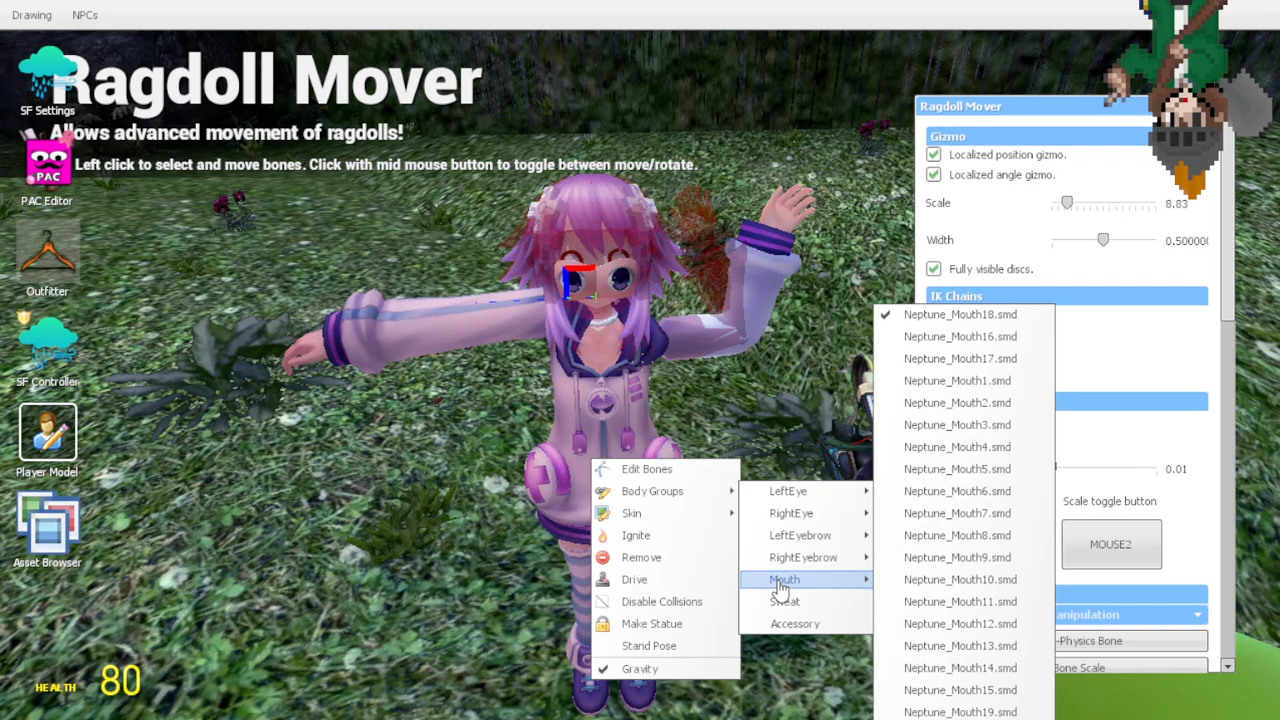 Drawing NPCs
Ragdoll Mover
Allows advanced movement of ragdolls!
Left click to select and move bones. Click with mid mouse button to toggle between move/rotate.
SF Settings
PAC
PAC Editor
Outfitter
SF Controller
Player Model
Asset Browser
HEALTH 80
Edit Bones
Body Groups
Skin
Ignite
Remove
Drive
Disable Collisions
Make Statue
Stand Pose
Gravity
LeftEye
RightEye
LeftEyebrow
RightEyebrow
Mouth
Sweat
Accessory
Neptune_Mouth18.smd
Neptune_Mouth16.smd
Neptune_Mouth17.smd
Neptune_Mouth1.smd
Neptune_Mouth2.smd
Neptune_Mouth3.smd
Neptune_Mouth4.smd
Neptune_Mouth5.smd
Neptune_Mouth6.smd
Neptune_Mouth7.smd
Neptune_Mouth8.smd
Neptune_Mouth9.smd
Neptune_Mouth10.smd
Neptune_Mouth11.smd
Neptune_Mouth12.smd
Neptune_Mouth13.smd
Neptune_Mouth14.smd
Neptune_Mouth15.smd
Neptune_Mouth19.smd
Ragdoll Mover
Gizmo
Localized position gizmo.
Localized angle gizmo.
Scale 8.83
Width 0.50000
Fully visible discs.
IK Chains
0.01
Scale toggle button
MOUSE2
anipulation
-Physics Bone
Bone Scale